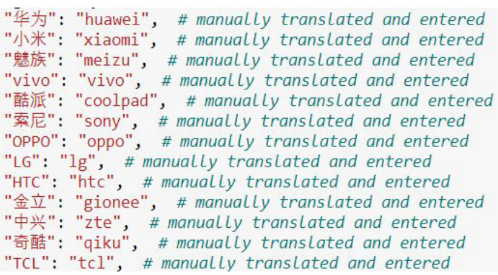 "华为": "huawei",  # manually translated and entered
"小米": "xiaomi",  # manually translated and entered
"魅族": "meizu",  # manually translated and entered
"vivo": "vivo",  # manually translated and entered
"酷派": "coolpad",  # manually translated and entered
"索尼": "sony",  # manually translated and entered
"OPPO": "oppo",  # manually translated and entered
"LG": "lg",  # manually translated and entered
"HTC": "htc",  # manually translated and entered
"金立": "gionee",  # manually translated and entered
"中兴": "zte",  # manually translated and entered
"奇酷": "qiku",  # manually translated and entered
"TCL": "tcl",  # manually translated and entered